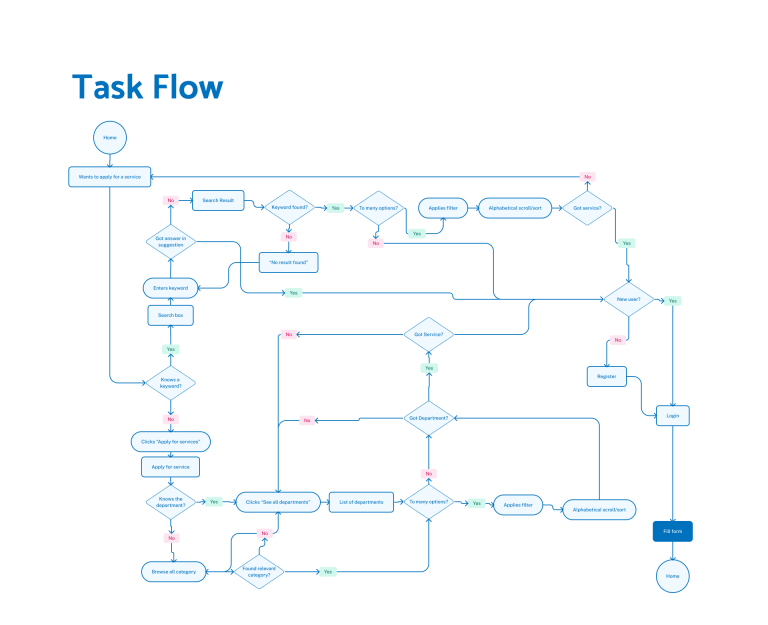 Task Flow
Home
Wants to apply for a service
No
No
Search Result
Keyword found?
Yes
To many options?
Applies filter
Alphabetical scroll/sort
Got service?
Yes
No
No
Got answer in
suggestion
Yes
"No result found"
Enters keyword
Yes
New user?
Yes
Search box
No
Got Service?
No
Yes
Yes
Knows a
keyword?
Register
No
No
Got Department?
Login
Clicks "Apply for services"
Apply for service
No
Knows the
department?
Yes
Clicks "See all departments"
List of departments
To many options?
Yes
Applies filter
Alphabetical scroll/sort
No
No
Fill form
Browse all category
Found relevant
category?
Yes
Home